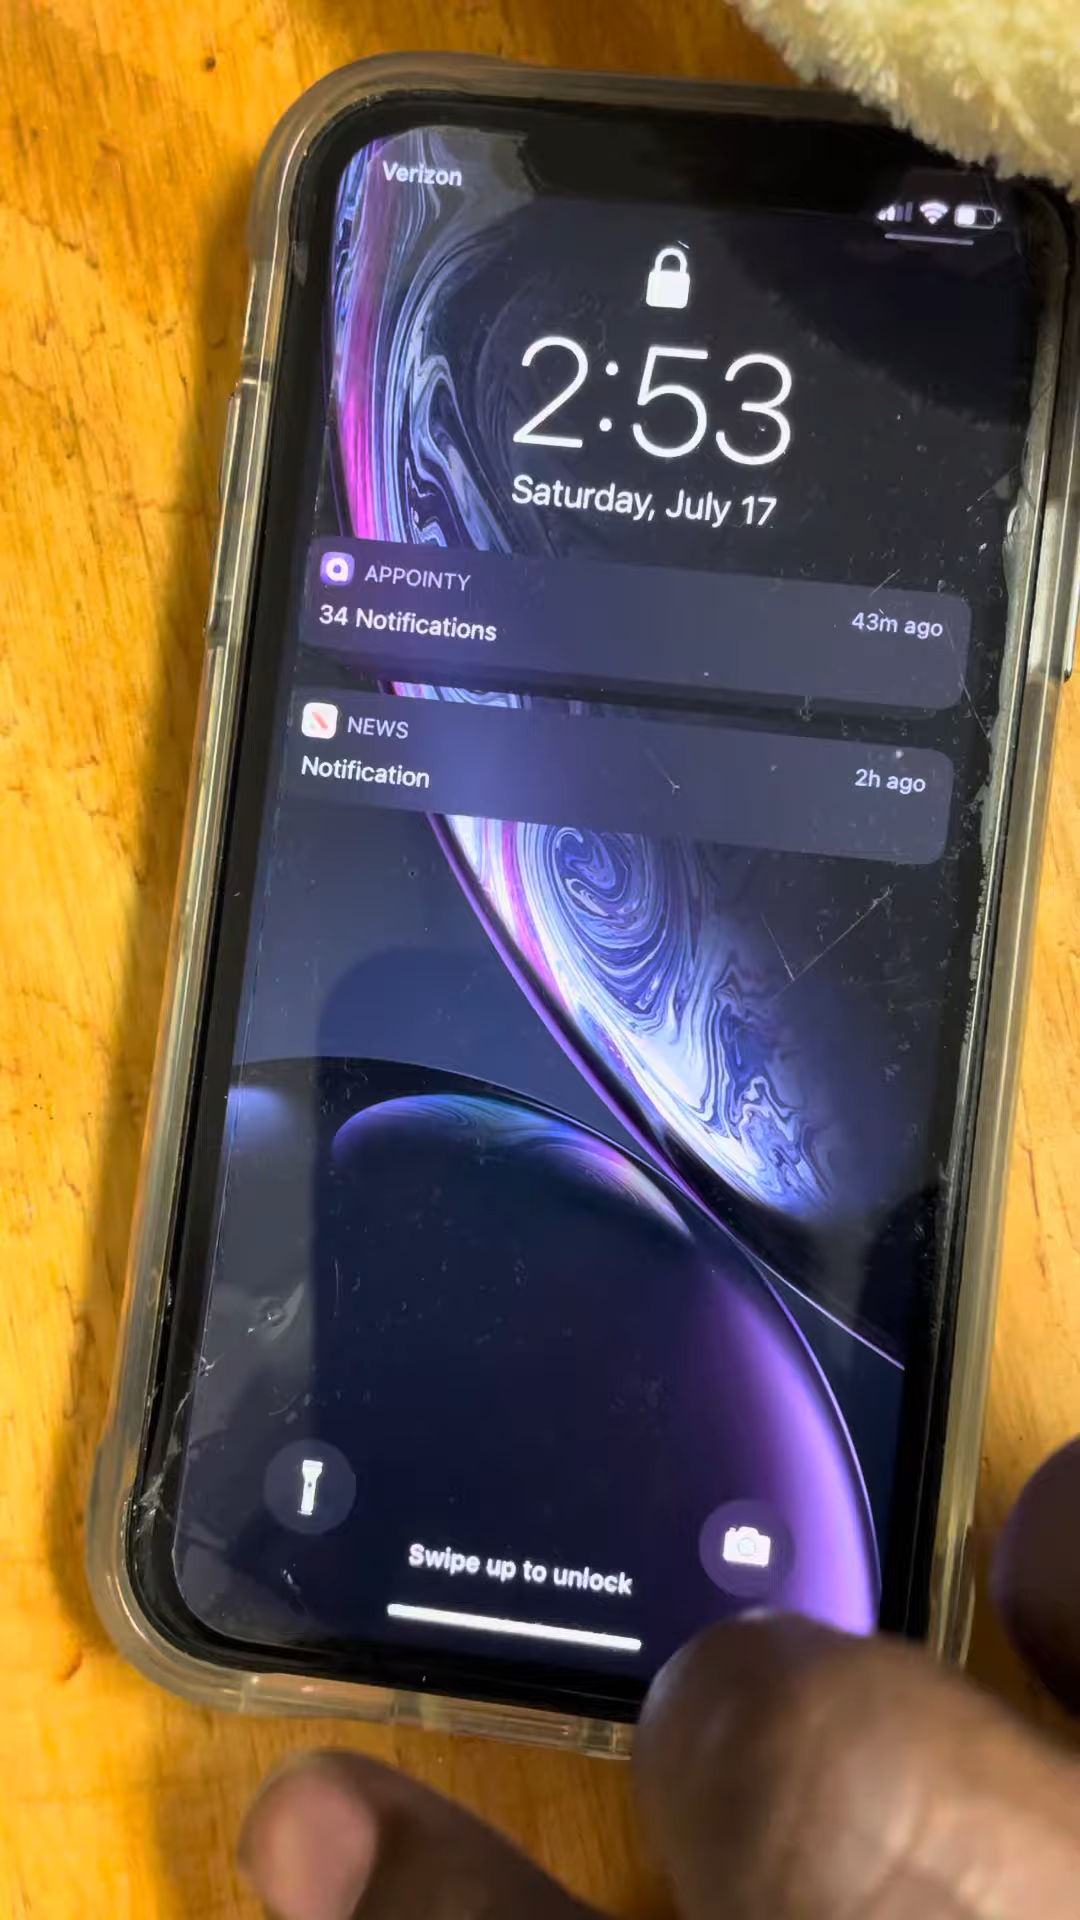 Verizon
2:53
Saturday, July 17
APPOINTY
34 Notifications
43m ago
NEWS
Notification
2h ago
Swipe up to unlock